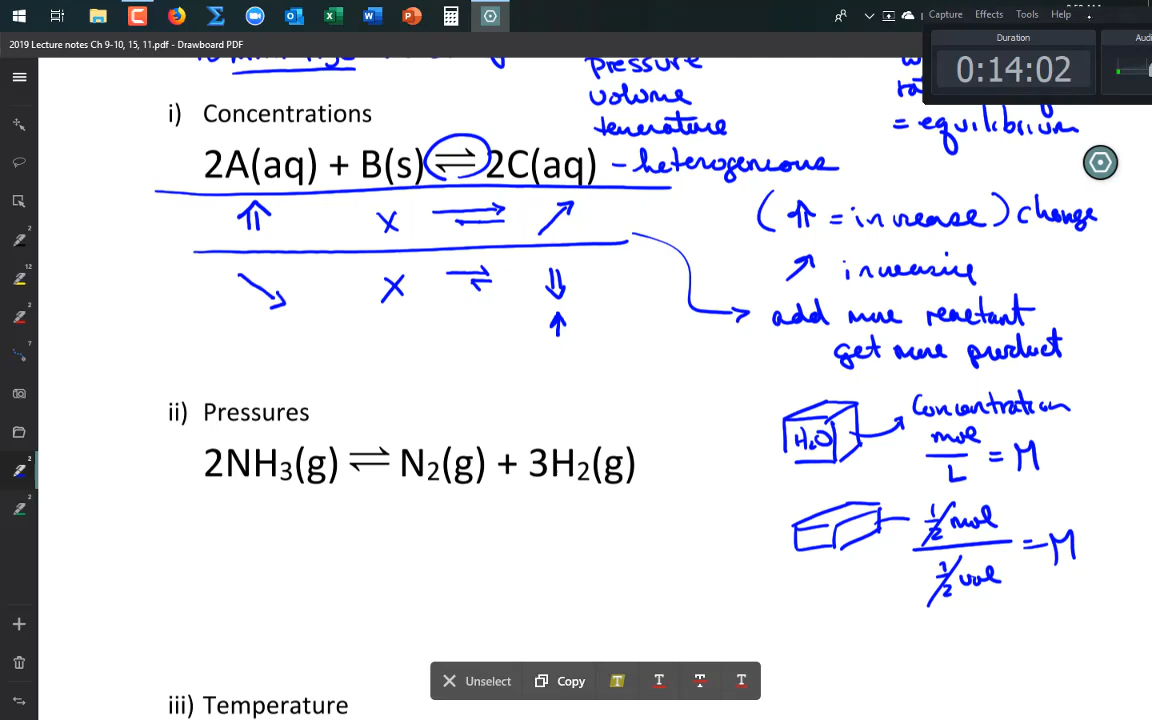 Capture Effects Tools Help
2019 Lecture notes Ch 9-10, 15, 11.pdf - Drawboard PDF
Duration
Audi
0:14:02
pressure
volume
temerature
= equilibrium
i) Concentrations
2A(aq) + B(s) ⇌ 2C(aq) - heterogeneous
⇑ X ⇌ ↗
(⇑ = increase) change
↗ increasing
↘ X ⇌ ⇓
↑
→ add more reactant
get more product
ii) Pressures
2NH₃(g) ⇌ N₂(g) + 3H₂(g)
H₂O
Concentration
mol
L
= M
1/2 mol
1/2 vol
= M
Unselect Copy T T T T
iii) Temperature